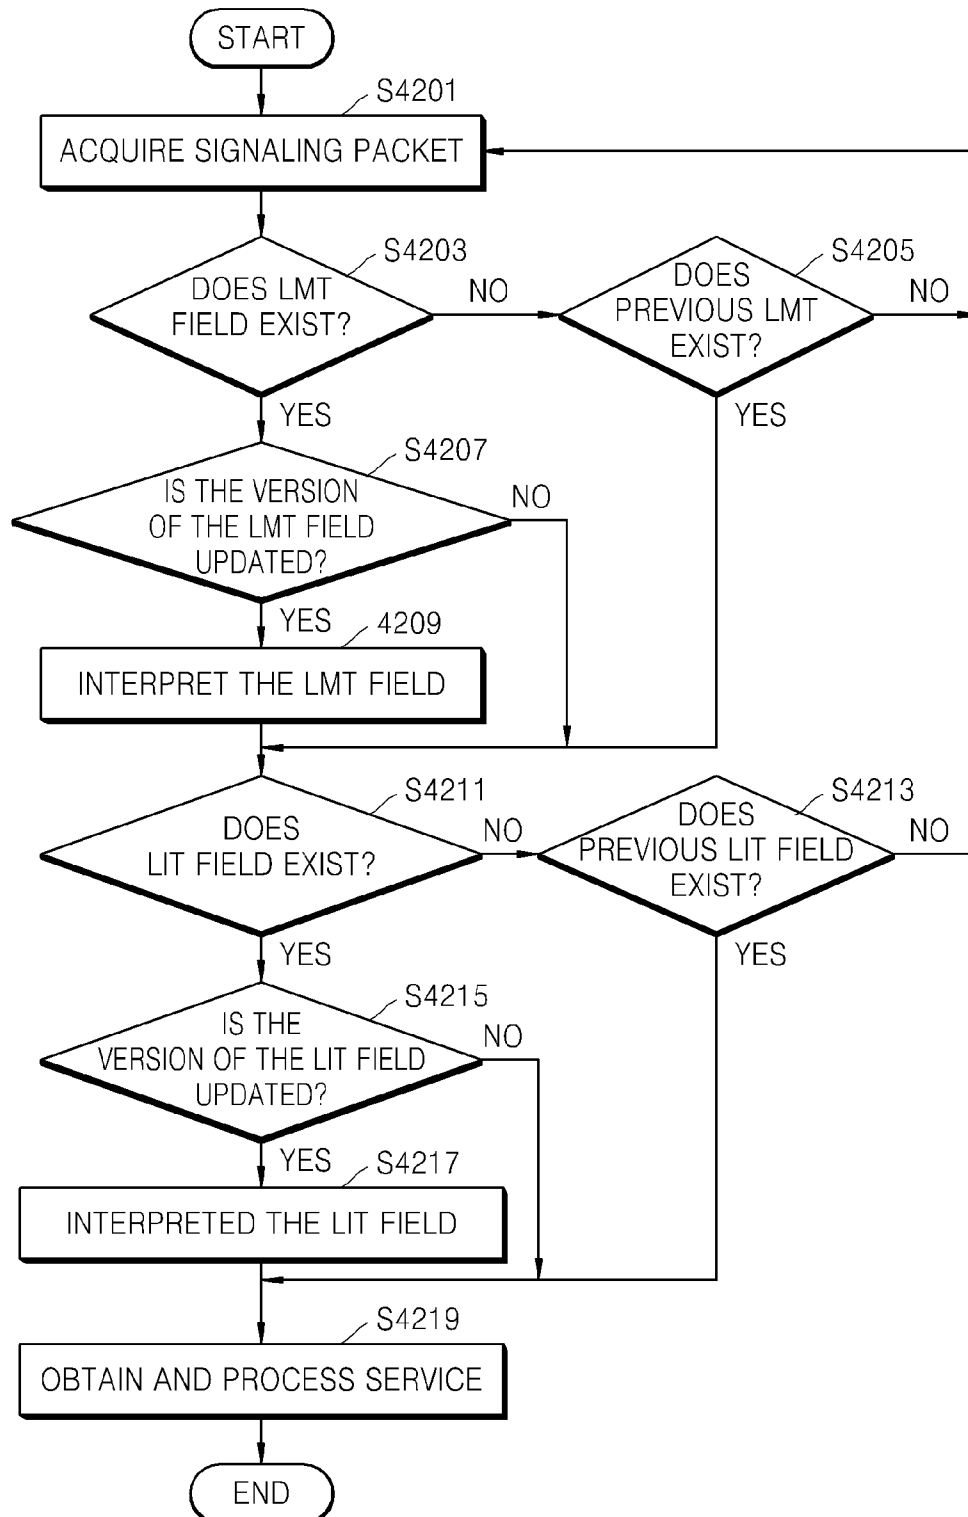 START
S4201
ACQUIRE SIGNALING PACKET
S4203
DOES LMT
FIELD EXIST?
NO
S4205
DOES
PREVIOUS LMT
EXIST?
NO
YES
YES
S4207
IS THE VERSION
OF THE LMT FIELD
UPDATED?
NO
YES
4209
INTERPRET THE LMT FIELD
S4211
DOES
LIT FIELD EXIST?
NO
S4213
DOES
PREVIOUS LIT FIELD
EXIST?
NO
YES
YES
S4215
IS THE
VERSION OF THE LIT FIELD
UPDATED?
NO
YES
S4217
INTERPRETED THE LIT FIELD
S4219
OBTAIN AND PROCESS SERVICE
END